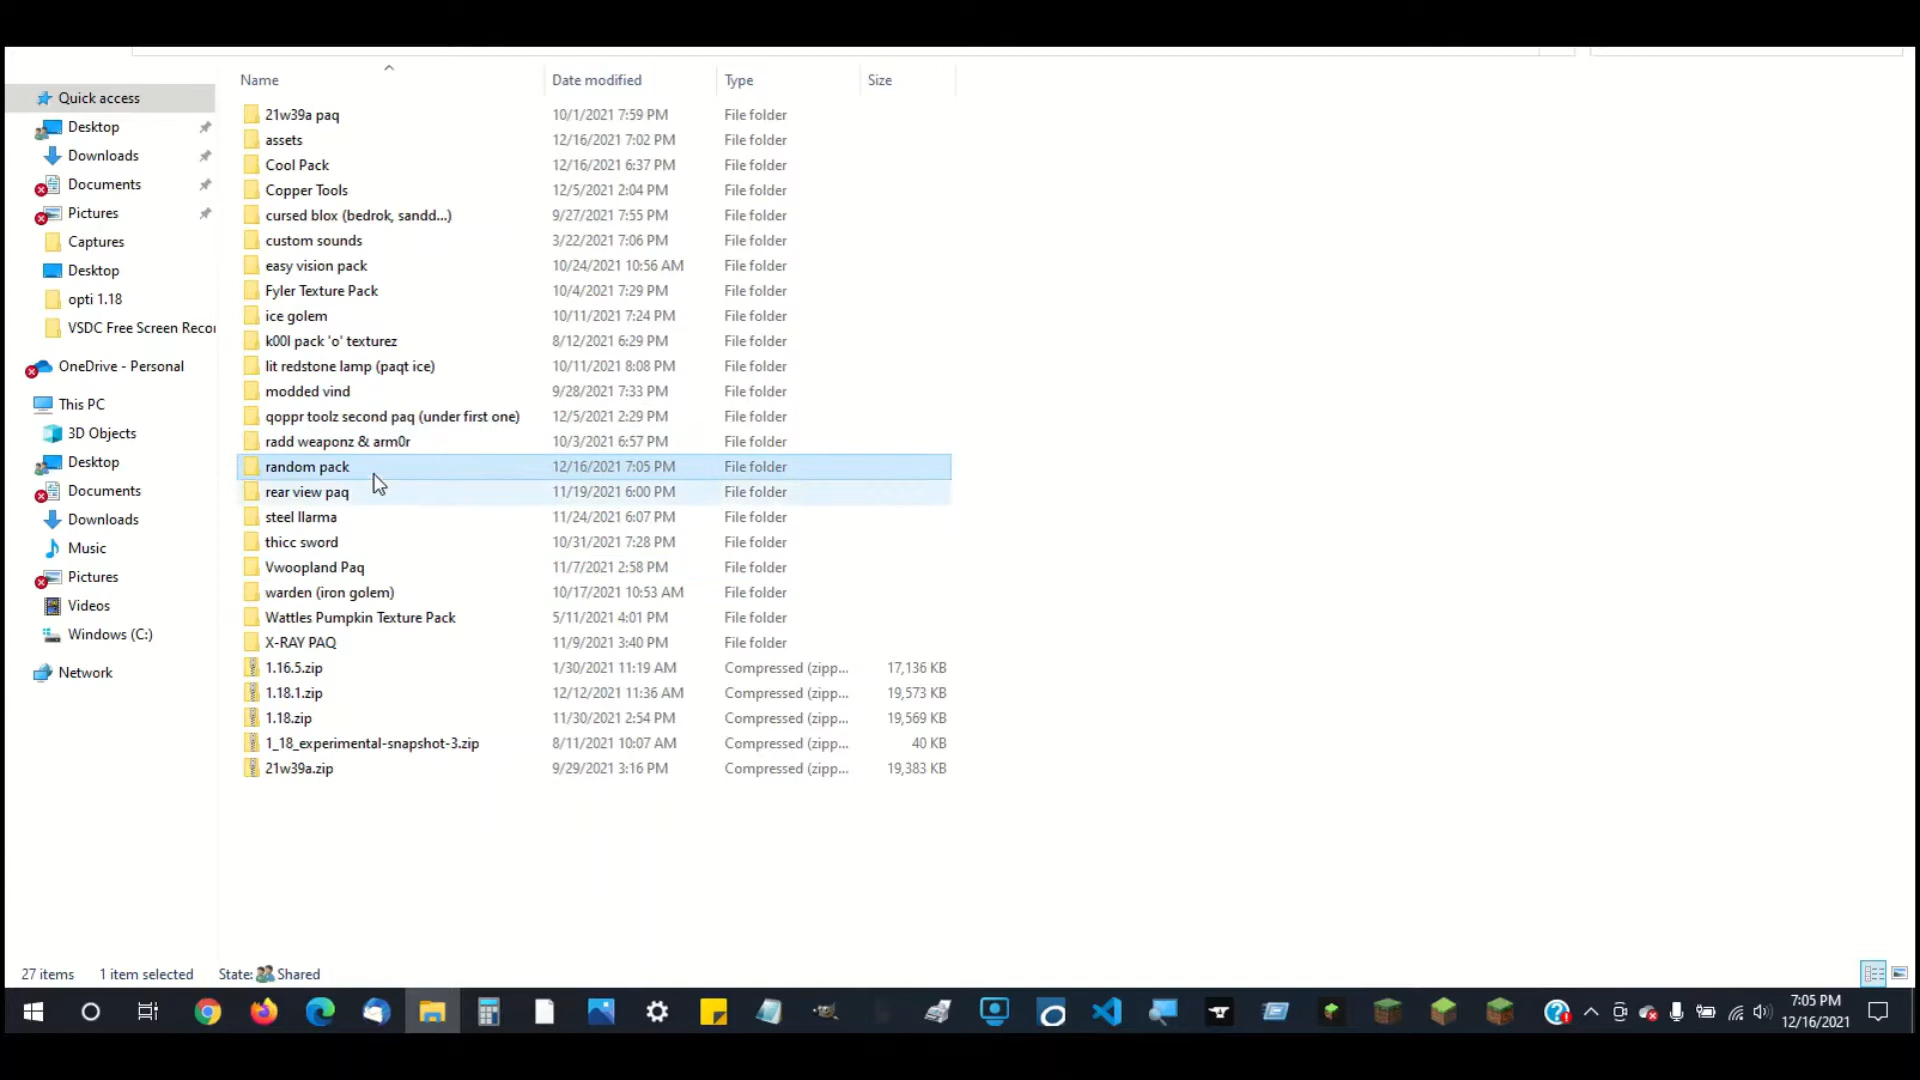 Name Date modified Type Size
Quick access
Desktop
Downloads
Documents
Pictures
Captures
Desktop
opti 1.18
VSDC Free Screen Recor
OneDrive - Personal
This PC
3D Objects
Desktop
Documents
Downloads
Music
Pictures
Videos
Windows (C:)
Network
21w39a paq 10/1/2021 7:59 PM File folder
assets 12/16/2021 7:02 PM File folder
Cool Pack 12/16/2021 6:37 PM File folder
Copper Tools 12/5/2021 2:04 PM File folder
cursed blox (bedrok, sandd...) 9/27/2021 7:55 PM File folder
custom sounds 3/22/2021 7:06 PM File folder
easy vision pack 10/24/2021 10:56 AM File folder
Fyler Texture Pack 10/4/2021 7:29 PM File folder
ice golem 10/11/2021 7:24 PM File folder
k00l pack 'o' texturez 8/12/2021 6:29 PM File folder
lit redstone lamp (paqt ice) 10/11/2021 8:08 PM File folder
modded vind 9/28/2021 7:33 PM File folder
qoppr toolz second paq (under first one) 12/5/2021 2:29 PM File folder
radd weaponz & arm0r 10/3/2021 6:57 PM File folder
random pack 12/16/2021 7:05 PM File folder
rear view paq 11/19/2021 6:00 PM File folder
steel llarma 11/24/2021 6:07 PM File folder
thicc sword 10/31/2021 7:28 PM File folder
Vwoopland Paq 11/7/2021 2:58 PM File folder
warden (iron golem) 10/17/2021 10:53 AM File folder
Wattles Pumpkin Texture Pack 5/11/2021 4:01 PM File folder
X-RAY PAQ 11/9/2021 3:40 PM File folder
1.16.5.zip 1/30/2021 11:19 AM Compressed (zipp... 17,136 KB
1.18.1.zip 12/12/2021 11:36 AM Compressed (zipp... 19,573 KB
1.18.zip 11/30/2021 2:54 PM Compressed (zipp... 19,569 KB
1_18_experimental-snapshot-3.zip 8/11/2021 10:07 AM Compressed (zipp... 40 KB
21w39a.zip 9/29/2021 3:16 PM Compressed (zipp... 19,383 KB
27 items 1 item selected State: Shared
7:05 PM
12/16/2021